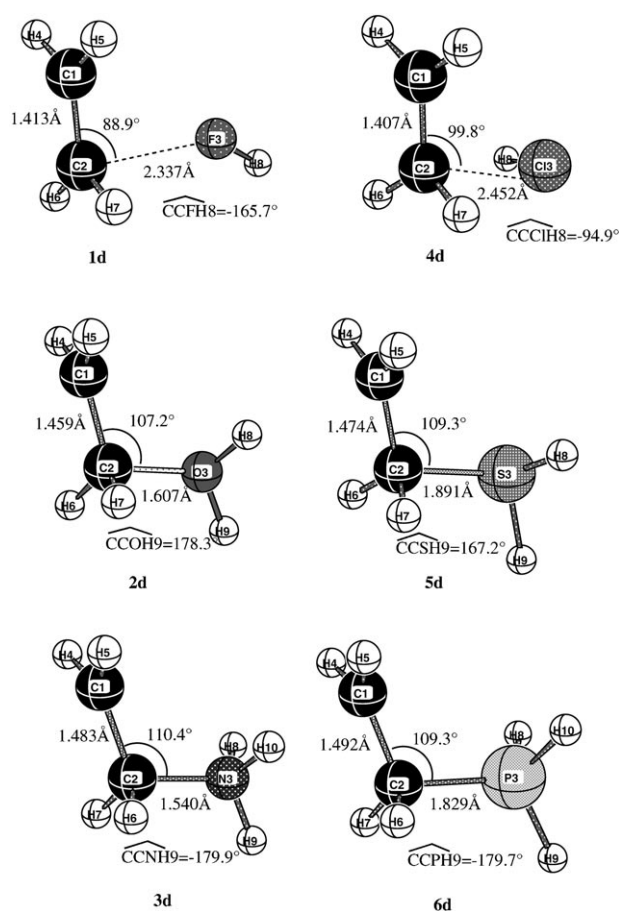 H4
H5
C1
1.413Å
88.9°
F3
C2
2.337Å
H8
H6
H7
CCFH8=-165.7°
1d
H4
H5
C1
1.407Å
99.8°
H8
Cl3
C2
2.452Å
H6
H7
CCClH8=-94.9°
4d
H4
H5
C1
1.459Å
107.2°
H8
C2
O3
1.607Å
H6
H7
CCOH9=178.3
H9
2d
H4
H5
C1
1.474Å
109.3°
H8
C2
S3
1.891Å
H6
H7
CCSH9=167.2°
H9
5d
H4
H5
C1
1.483Å
110.4°
H8
H10
C2
N3
1.540Å
H7
H6
H9
CCNH9=-179.9°
3d
H4
H5
C1
1.492Å
109.3°
H8
H10
C2
P3
1.829Å
H7
H6
H9
CCPH9=-179.7°
6d